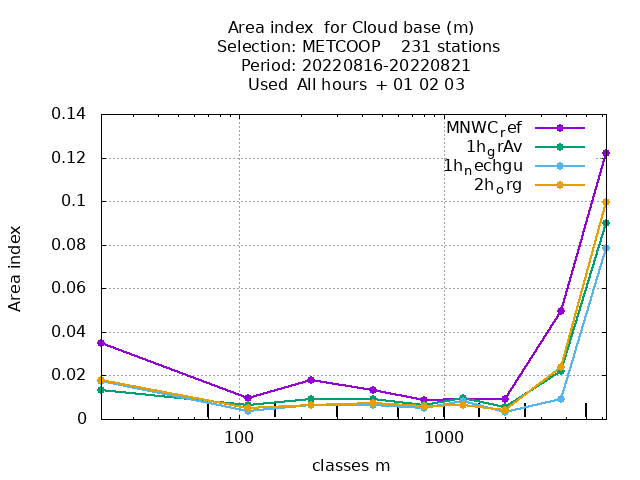 Area index  for Cloud base (m)
Selection: METCOOP    231 stations
Period: 20220816-20220821
Used  All hours  + 01 02 03
0.14
0.12
0.1
0.08
0.06
0.04
0.02
0
Area index
MNWC_ref
1h_grAv
1h_nechgu
2h_org
100
1000
classes m